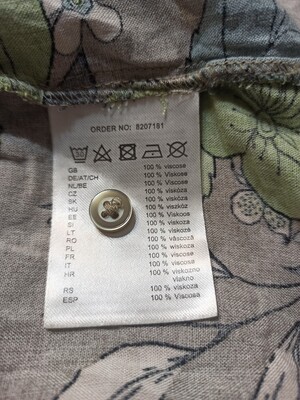 ORDER NO: 8207181
GB 100 % Viscose
DE/AT/CH 100 % Viskose
NL/BE 100 % Viscose
CZ 100 % viskóza
SK 100 % viskóza
HU 100 % viszkóz
EE 100 % Viskoos
SI 100 % viskoza
LT 100 % viskozė
RO 100 % vâscoză
PL 100 % wiskoza
FR 100 % viscose
IT 100 % viscosa
HR 100 % viskozno
vlakno
RS 100 % viskoza
ESP 100 % Viscosa